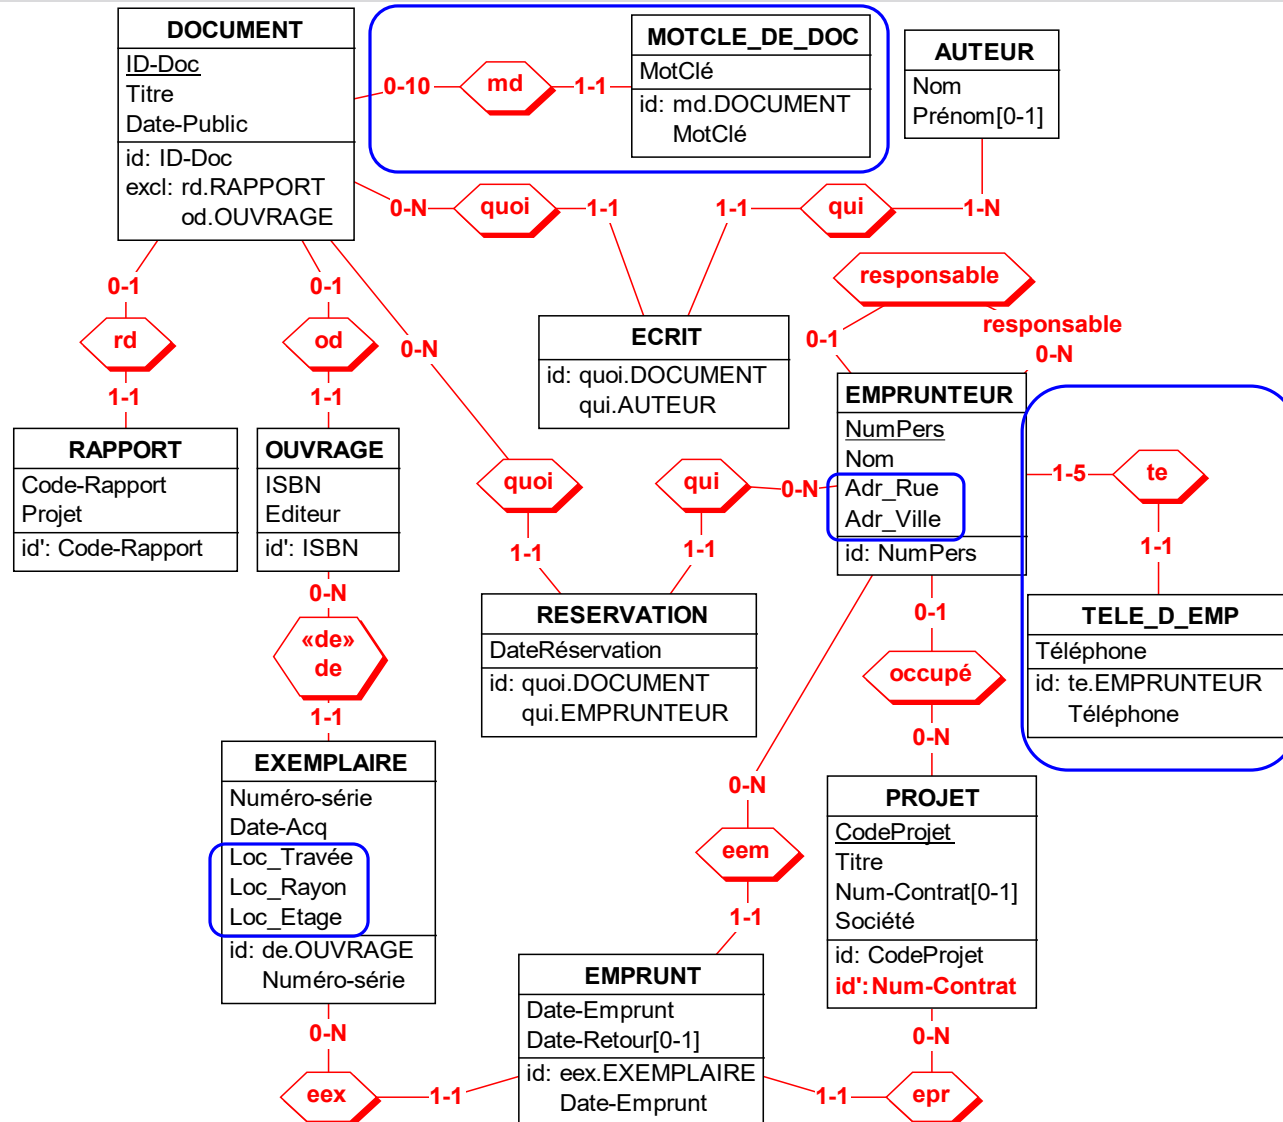 DOCUMENT
ID-Doc
Titre
Date-Public
id: ID-Doc
excl: rd.RAPPORT
od.OUVRAGE
0-10
md
1-1
MOTCLE_DE_DOC
MotClé
id: md.DOCUMENT
MotClé
AUTEUR
Nom
Prénom[0-1]
0-N
quoi
1-1
1-1
qui
1-N
responsable
responsable
0-1
0-N
0-1
rd
1-1
0-1
od
1-1
0-N
ECRIT
id: quoi.DOCUMENT
qui.AUTEUR
EMPRUNTEUR
NumPers
Nom
Adr_Rue
Adr_Ville
id: NumPers
RAPPORT
Code-Rapport
Projet
id': Code-Rapport
OUVRAGE
ISBN
Editeur
id': ISBN
quoi
1-1
qui
0-N
1-1
1-5
te
1-1
TELE_D_EMP
Téléphone
id: te.EMPRUNTEUR
Téléphone
RESERVATION
DateRéservation
id: quoi.DOCUMENT
qui.EMPRUNTEUR
0-N
«de»
de
1-1
0-1
occupé
0-N
EXEMPLAIRE
Numéro-série
Date-Acq
Loc_Travée
Loc_Rayon
Loc_Etage
id: de.OUVRAGE
Numéro-série
0-N
eem
1-1
PROJET
CodeProjet
Titre
Num-Contrat[0-1]
Société
id: CodeProjet
id':Num-Contrat
EMPRUNT
Date-Emprunt
Date-Retour[0-1]
id: eex.EXEMPLAIRE
Date-Emprunt
0-N
eex
1-1
0-N
1-1
epr